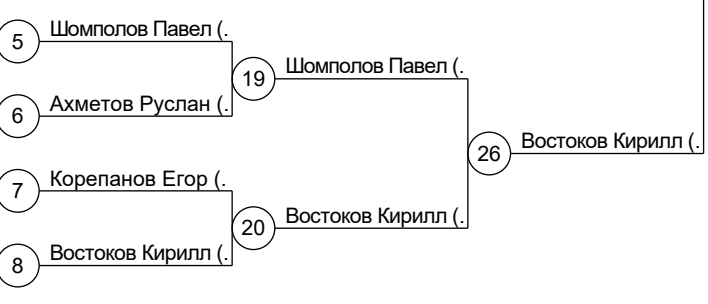 5 Шомполов Павел (.
19 Шомполов Павел (.
6 Ахметов Руслан (.
26 Востоков Кирилл (.
7 Корепанов Егор (.
20 Востоков Кирилл (.
8 Востоков Кирилл (.